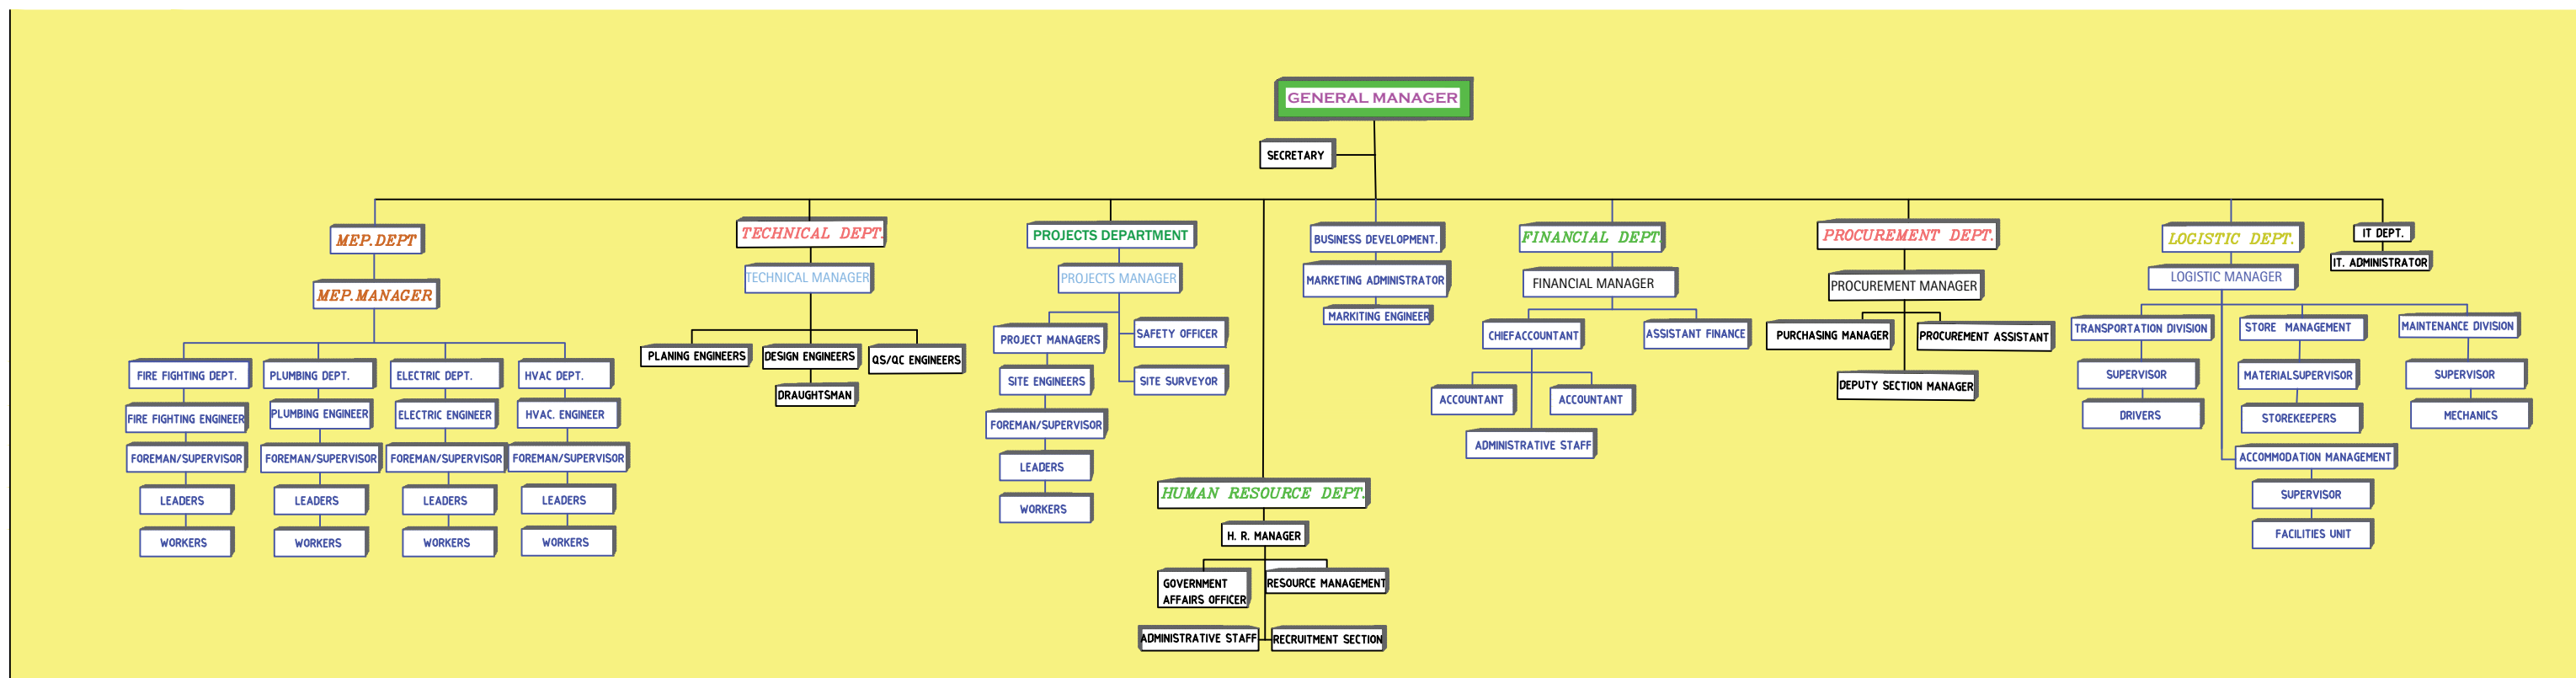 GENERAL MANAGER
SECRETARY
MEP.DEPT
MEP.MANAGER
FIRE FIGHTING DEPT.
FIRE FIGHTING ENGINEER
FOREMAN/SUPERVISOR
LEADERS
WORKERS
PLUMBING DEPT.
PLUMBING ENGINEER
FOREMAN/SUPERVISOR
LEADERS
WORKERS
ELECTRIC DEPT.
ELECTRIC ENGINEER
FOREMAN/SUPERVISOR
LEADERS
WORKERS
HVAC DEPT.
HVAC. ENGINEER
FOREMAN/SUPERVISOR
LEADERS
WORKERS
TECHNICAL DEPT.
TECHNICAL MANAGER
PLANING ENGINEERS
DESIGN ENGINEERS
QS/QC ENGINEERS
DRAUGHTSMAN
PROJECTS DEPARTMENT
PROJECTS MANAGER
PROJECT MANAGERS
SITE ENGINEERS
FOREMAN/SUPERVISOR
LEADERS
WORKERS
SAFETY OFFICER
SITE SURVEYOR
HUMAN RESOURCE DEPT.
H. R. MANAGER
GOVERNMENT
AFFAIRS OFFICER
RESOURCE MANAGEMENT
ADMINISTRATIVE STAFF
RECRUITMENT SECTION
BUSINESS DEVELOPMENT.
MARKETING ADMINISTRATOR
MARKITING ENGINEER
FINANCIAL DEPT.
FINANCIAL MANAGER
CHIEFACCOUNTANT
ASSISTANT FINANCE
ACCOUNTANT
ACCOUNTANT
ADMINISTRATIVE STAFF
PROCUREMENT DEPT.
PROCUREMENT MANAGER
PURCHASING MANAGER
PROCUREMENT ASSISTANT
DEPUTY SECTION MANAGER
LOGISTIC DEPT.
LOGISTIC MANAGER
TRANSPORTATION DIVISION
SUPERVISOR
DRIVERS
STORE MANAGEMENT
MATERIALSUPERVISOR
STOREKEEPERS
MAINTENANCE DIVISION
SUPERVISOR
MECHANICS
ACCOMMODATION MANAGEMENT
SUPERVISOR
FACILITIES UNIT
IT DEPT.
IT. ADMINISTRATOR